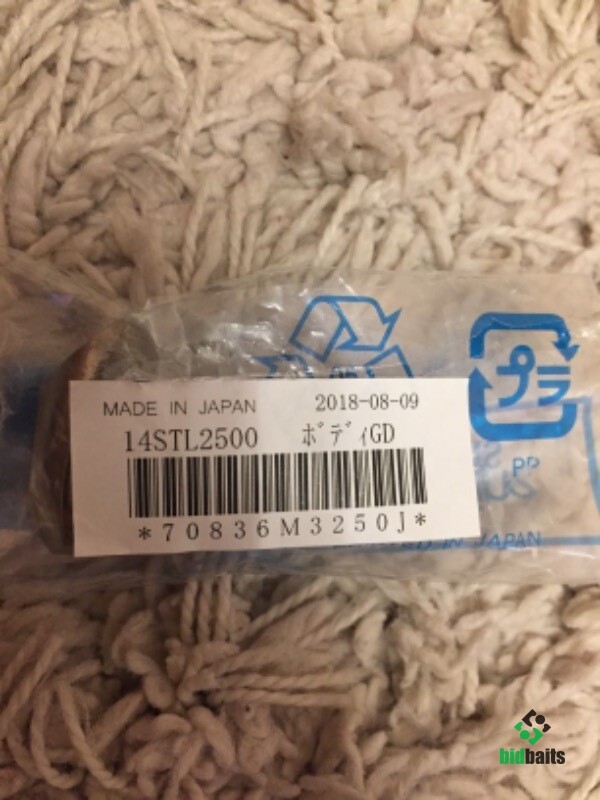 プラ
PP
MADE IN JAPAN 2018-08-09
14STL2500 ボディGD
*70836M3250J*
IN JAPAN
bidbaits